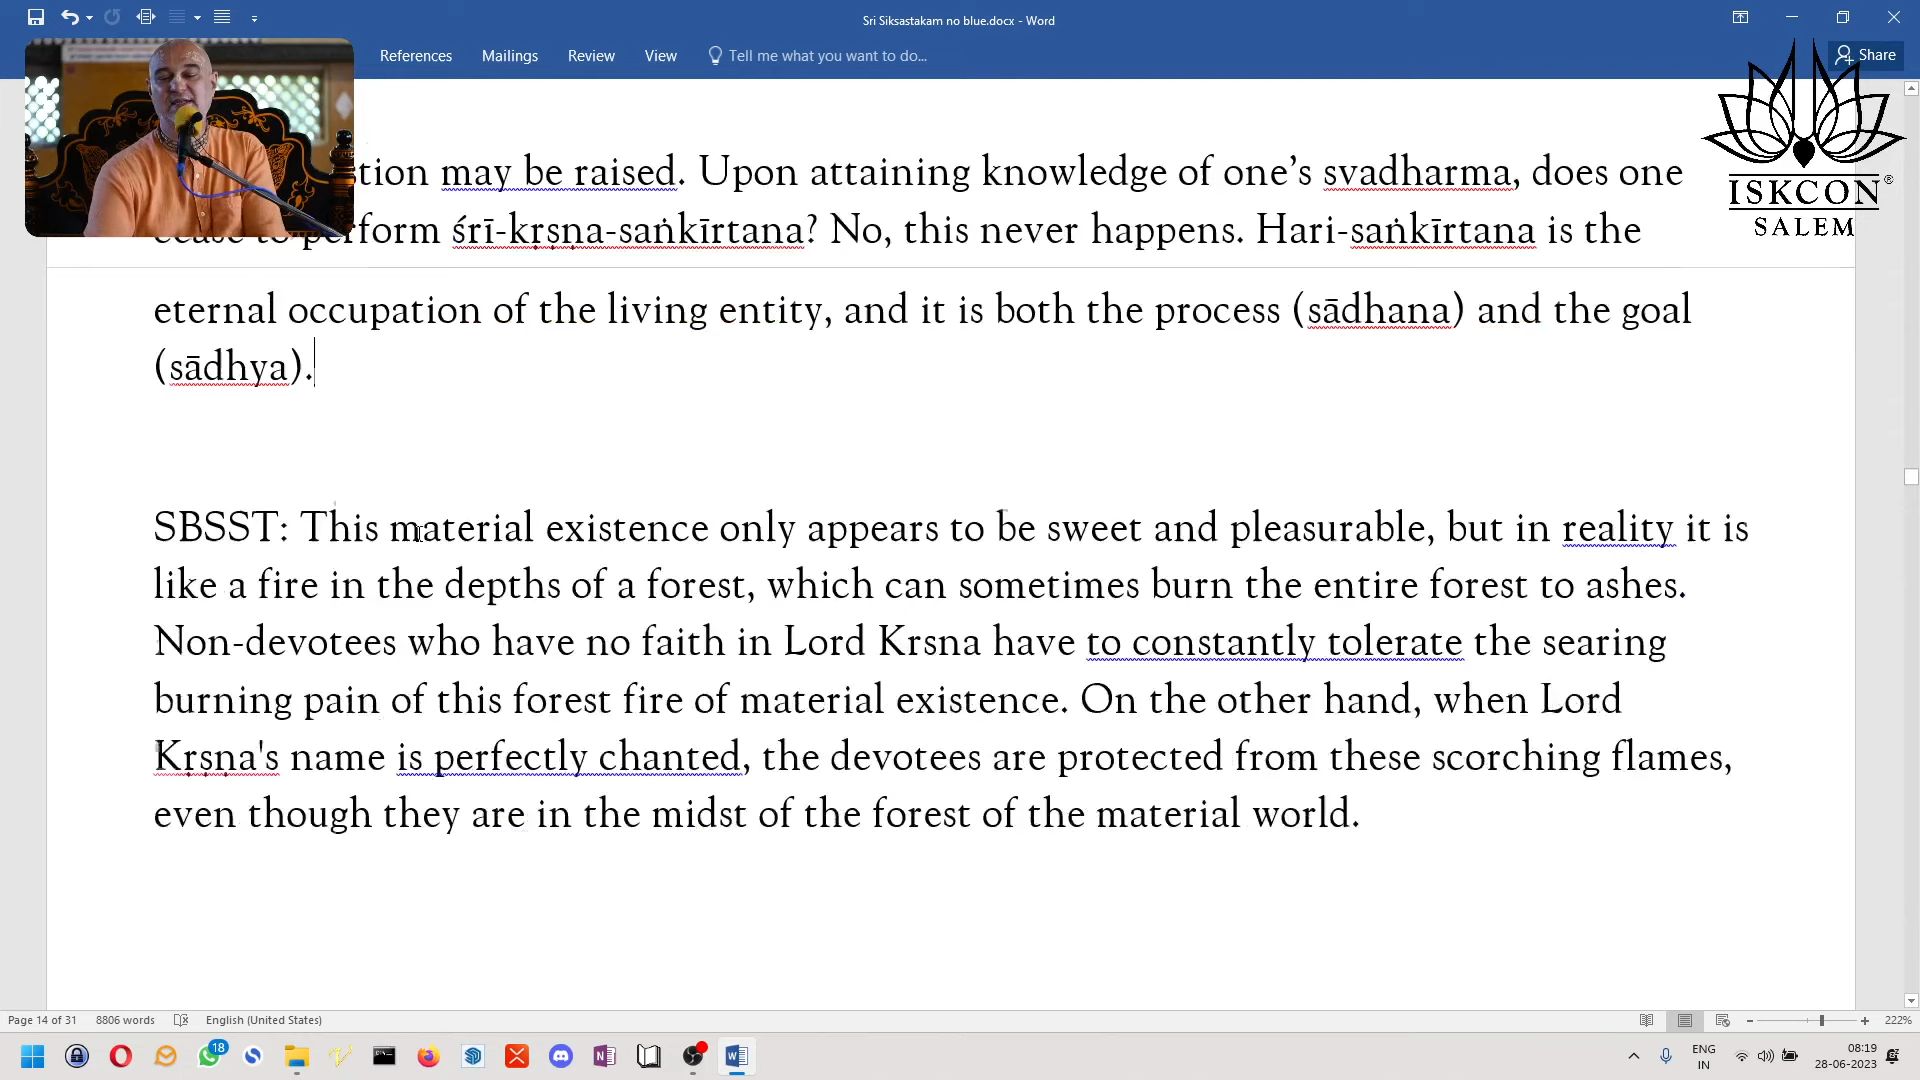 Sri Siksastakam no blue.docx - Word
References Mailings Review View Tell me what you want to do... Share
ISKCON ®
SALEM
stion may be raised. Upon attaining knowledge of one’s svadharma, does one
cease to perform śrī-kṛṣṇa-saṅkīrtana? No, this never happens. Hari-saṅkīrtana is the
eternal occupation of the living entity, and it is both the process (sādhana) and the goal
(sādhya).
SBSST: This material existence only appears to be sweet and pleasurable, but in reality it is
like a fire in the depths of a forest, which can sometimes burn the entire forest to ashes.
Non-devotees who have no faith in Lord Krsna have to constantly tolerate the searing
burning pain of this forest fire of material existence. On the other hand, when Lord
Kṛṣṇa's name is perfectly chanted, the devotees are protected from these scorching flames,
even though they are in the midst of the forest of the material world.
Page 14 of 31 8806 words English (United States) 222%
18
ENG
IN
08:19
28-06-2023